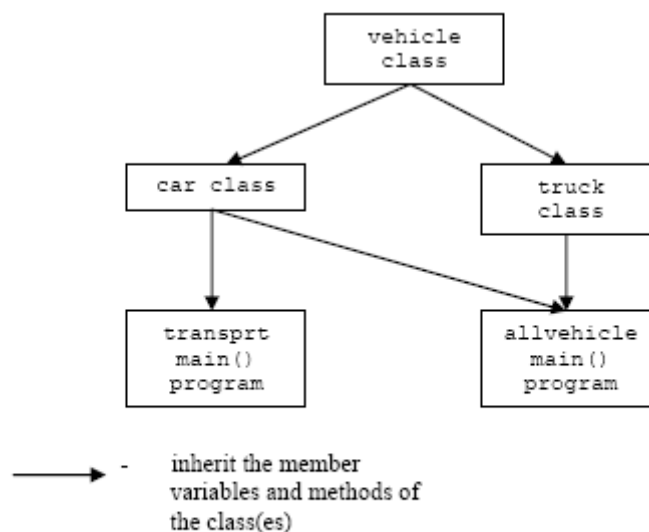 vehicle
class
car class
truck
class
transprt
main()
program
allvehicle
main()
program
- inherit the member
variables and methods of
the class(es)